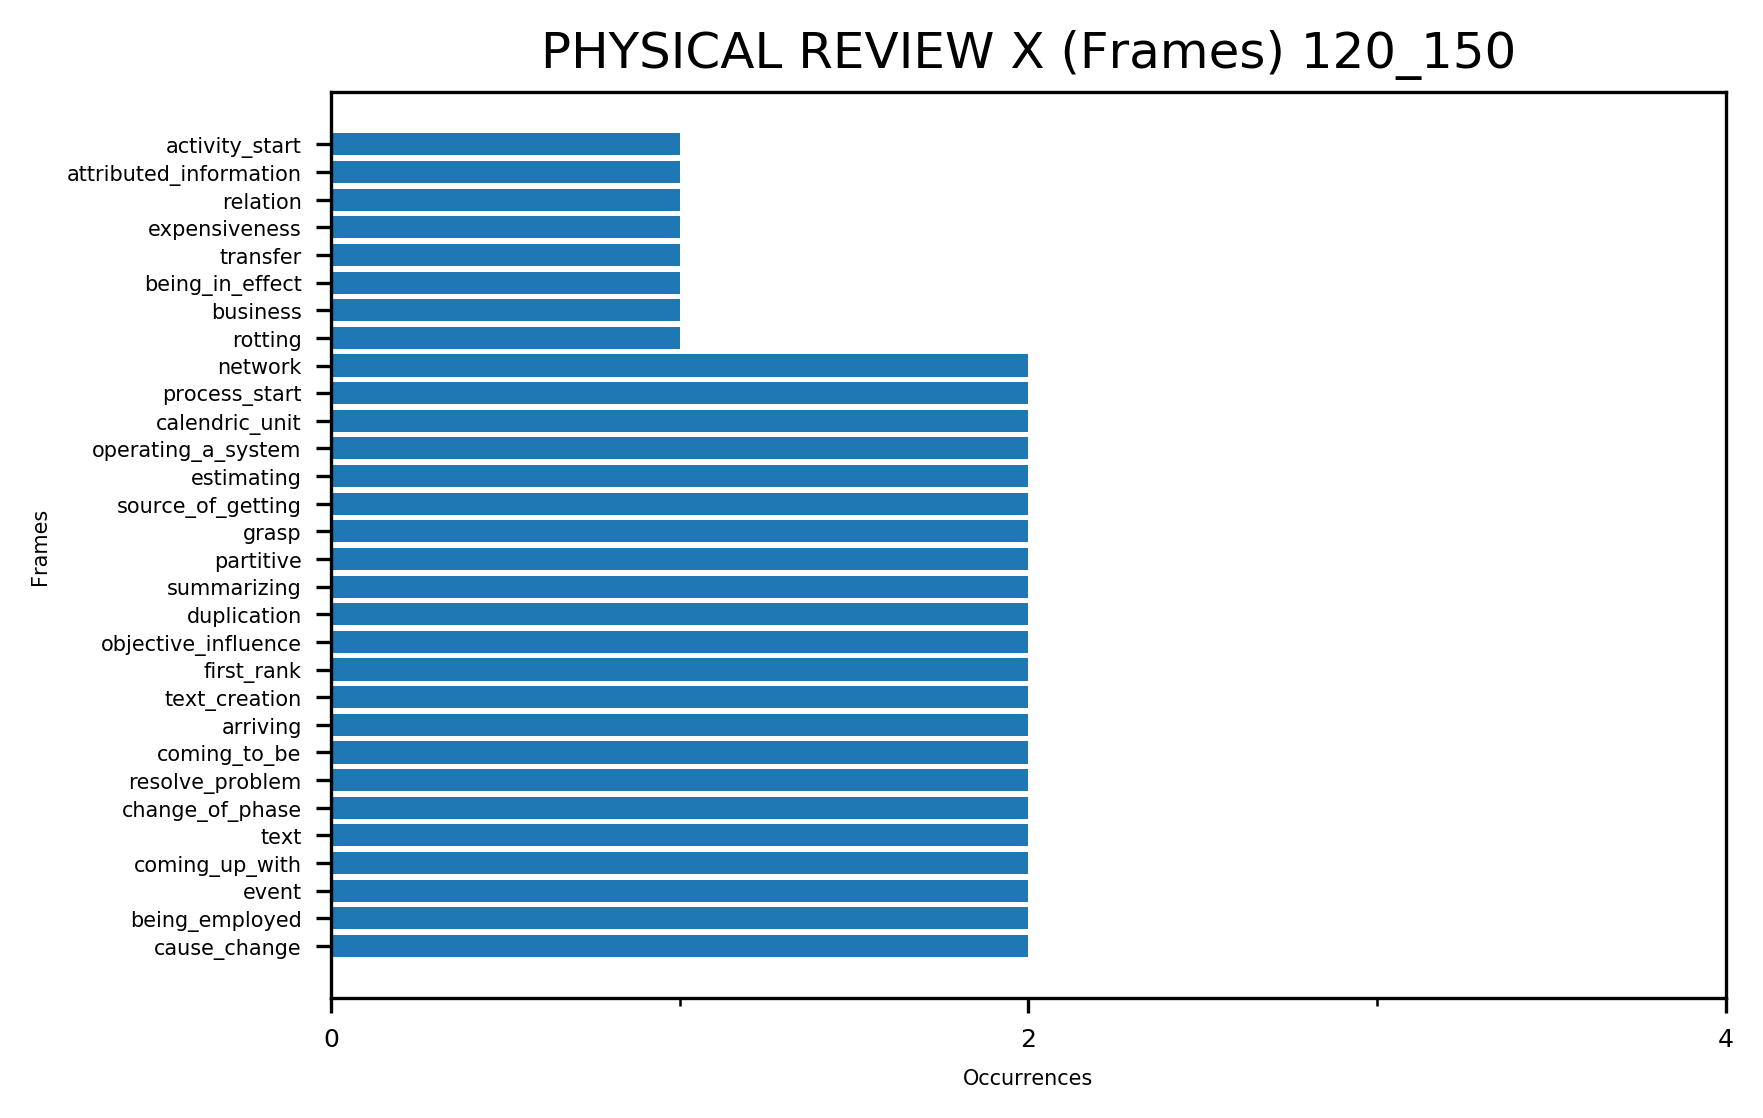 PHYSICAL REVIEW X (Frames) 120_150
activity_start
attributed_information
relation
expensiveness
transfer
being_in_effect
business
rotting
network
process_start
calendric_unit
operating_a_system
estimating
source_of_getting
grasp
partitive
summarizing
duplication
objective_influence
first_rank
text_creation
arriving
coming_to_be
resolve_problem
change_of_phase
text
coming_up_with
event
being_employed
cause_change
Frames
0 2 4
Occurrences